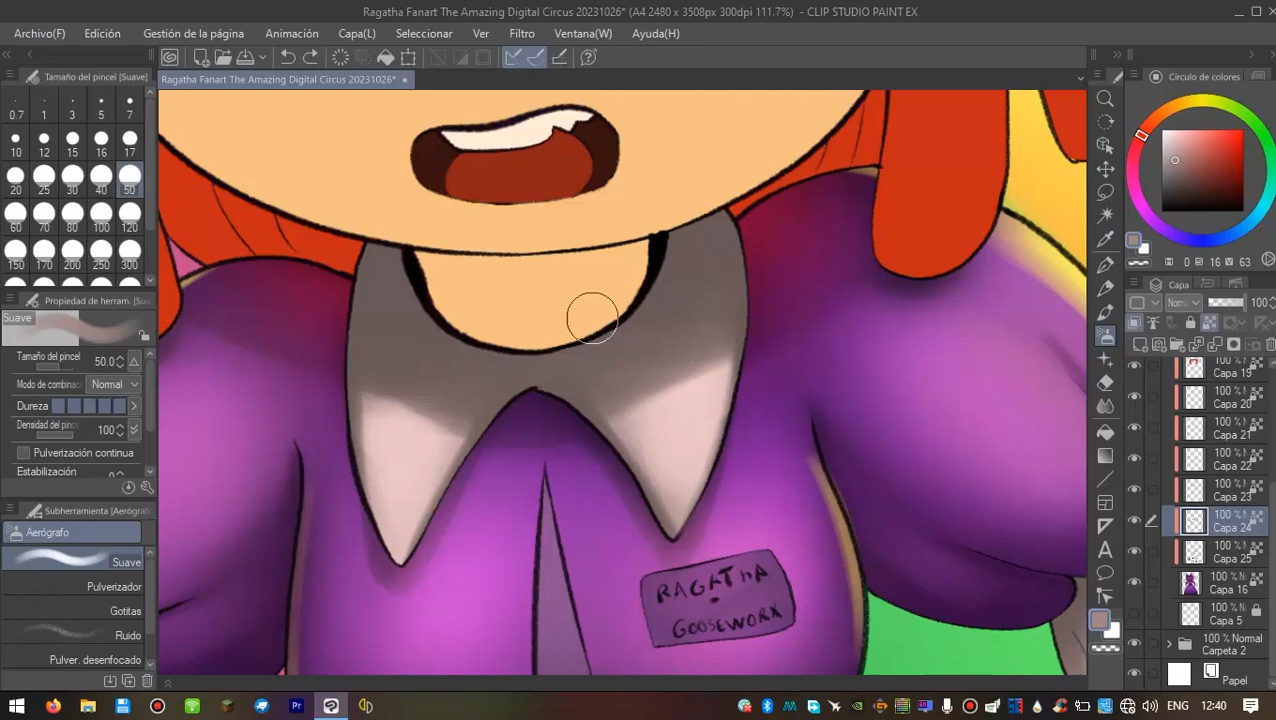 Ragatha Fanart The Amazing Digital Circus 20231026* (A4 2480 x 3508px 300dpi 111.7%) - CLIP STUDIO PAINT EX
Archivo(F) Edición Gestión de la página Animación Capa(L) Seleccionar Ver Filtro Ventana(W) Ayuda(H)
Tamaño del pincel [Suave]
Ragatha Fanart The Amazing Digital Circus 20231026*
Círculo de colores
0.7 1 3 5 7
10 12 15 16 17
20 25 30 40 50
60 70 80 100 120
150 170 200 250 300
0 16 63
Propiedad de herram. [Sua
Suave
Capa
Normal 100
Tamaño del pincel 50.0
Modo de combinac Normal
Dureza
Densidad del pince 100
Pulverización continua
Estabilización
Subherramienta [Aerógraf
Aerógrafo
Suave
Pulverizador
Gotitas
Ruido
Pulver. desenfocado
Capa 19
100 % Capa 20
100 % Capa 21
100 % Capa 22
100 % Capa 23
100 % Capa 24
100 % Capa 25
100 % N Capa 16
100 % N Capa 5
100 % Normal
Carpeta 2
Papel
RAGATHA
-
GOOSEWORX
ENG 12:40